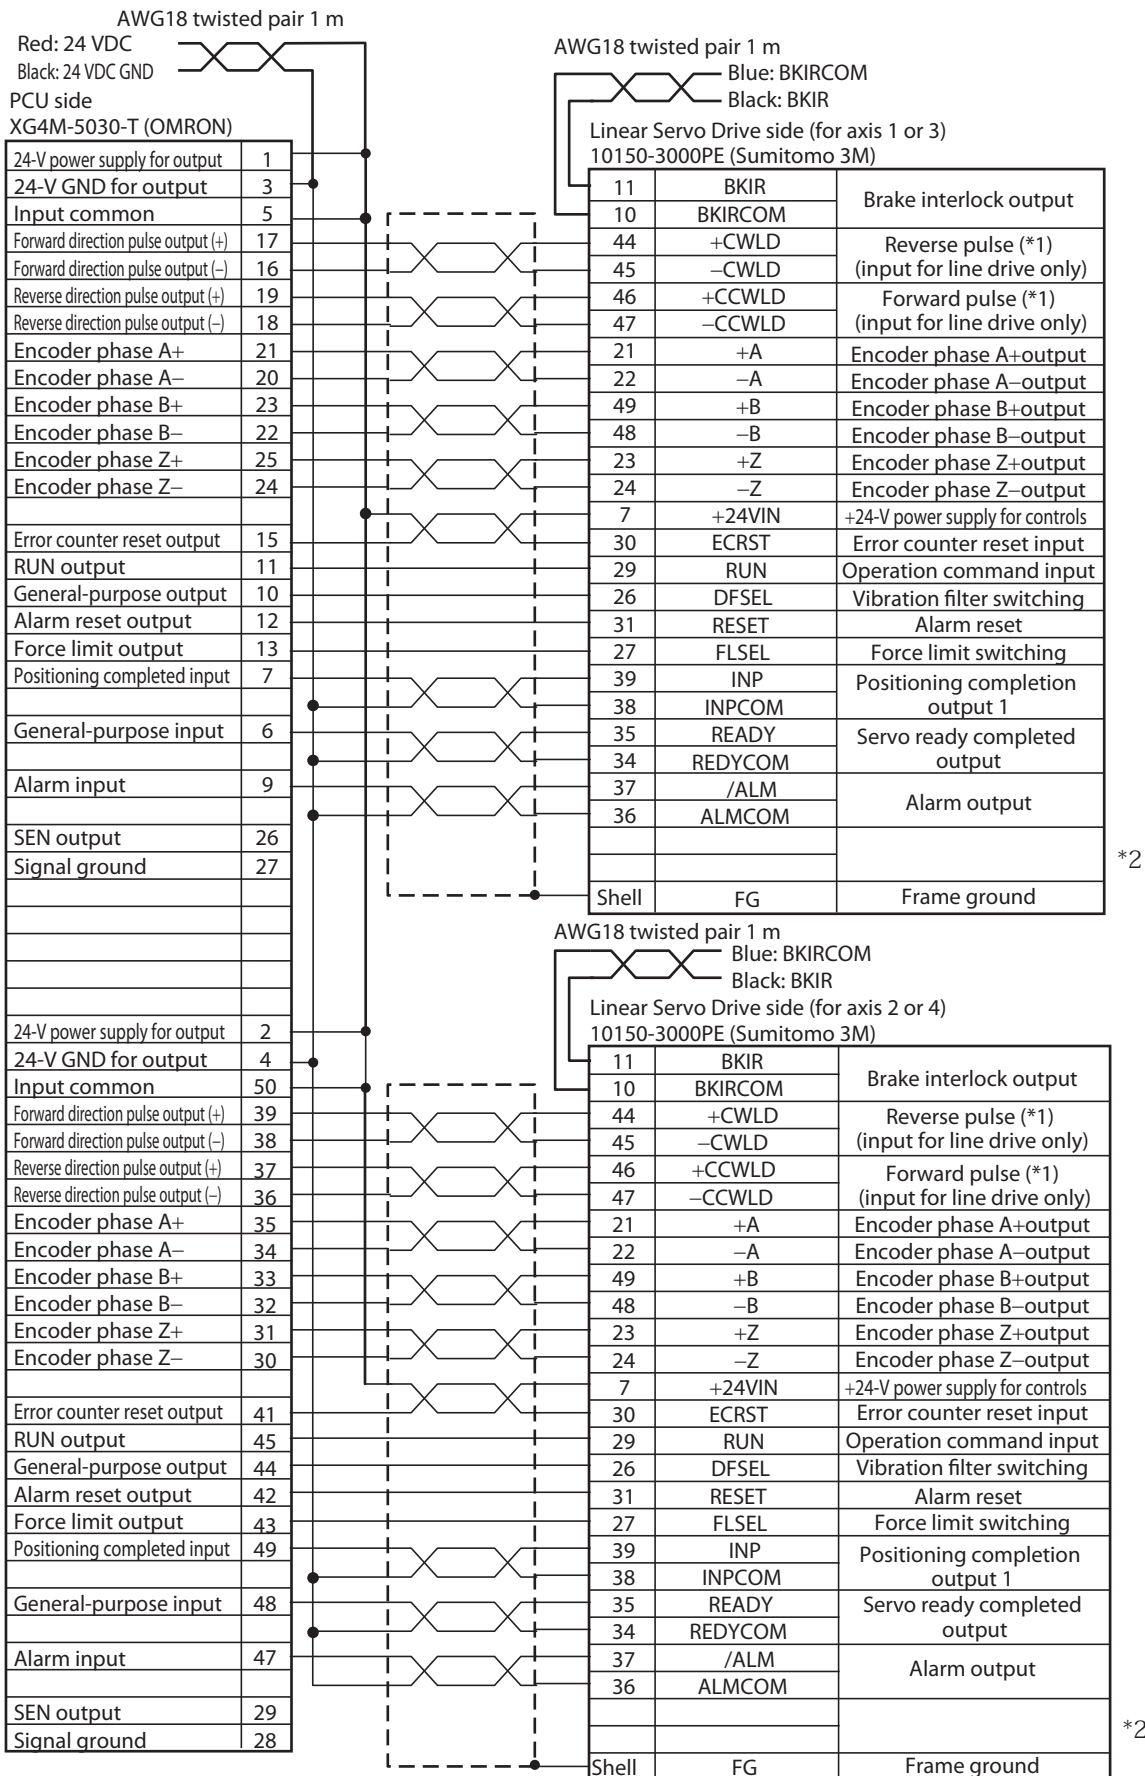 AWG18 twisted pair 1 m
Red: 24 VDC
Black: 24 VDC GND
PCU side
XG4M-5030-T (OMRON)
24-V power supply for output 1
24-V GND for output 3
Input common 5
Forward direction pulse output (+) 17
Forward direction pulse output (−) 16
Reverse direction pulse output (+) 19
Reverse direction pulse output (−) 18
Encoder phase A+ 21
Encoder phase A− 20
Encoder phase B+ 23
Encoder phase B− 22
Encoder phase Z+ 25
Encoder phase Z− 24
Error counter reset output 15
RUN output 11
General-purpose output 10
Alarm reset output 12
Force limit output 13
Positioning completed input 7
General-purpose input 6
Alarm input 9
SEN output 26
Signal ground 27
24-V power supply for output 2
24-V GND for output 4
Input common 50
Forward direction pulse output (+) 39
Forward direction pulse output (−) 38
Reverse direction pulse output (+) 37
Reverse direction pulse output (−) 36
Encoder phase A+ 35
Encoder phase A− 34
Encoder phase B+ 33
Encoder phase B− 32
Encoder phase Z+ 31
Encoder phase Z− 30
Error counter reset output 41
RUN output 45
General-purpose output 44
Alarm reset output 42
Force limit output 43
Positioning completed input 49
General-purpose input 48
Alarm input 47
SEN output 29
Signal ground 28
AWG18 twisted pair 1 m
Blue: BKIRCOM
Black: BKIR
Linear Servo Drive side (for axis 1 or 3)
10150-3000PE (Sumitomo 3M)
11 BKIR
Brake interlock output
10 BKIRCOM
44 +CWLD Reverse pulse (*1)
45 −CWLD (input for line drive only)
46 +CCWLD Forward pulse (*1)
47 −CCWLD (input for line drive only)
21 +A Encoder phase A+output
22 −A Encoder phase A−output
49 +B Encoder phase B+output
48 −B Encoder phase B−output
23 +Z Encoder phase Z+output
24 −Z Encoder phase Z−output
7 +24VIN +24-V power supply for controls
30 ECRST Error counter reset input
29 RUN Operation command input
26 DFSEL Vibration filter switching
31 RESET Alarm reset
27 FLSEL Force limit switching
39 INP Positioning completion
38 INPCOM output 1
35 READY Servo ready completed
34 REDYCOM output
37 /ALM
Alarm output
36 ALMCOM
*2
Shell FG Frame ground
AWG18 twisted pair 1 m
Blue: BKIRCOM
Black: BKIR
Linear Servo Drive side (for axis 2 or 4)
10150-3000PE (Sumitomo 3M)
11 BKIR
Brake interlock output
10 BKIRCOM
44 +CWLD Reverse pulse (*1)
45 −CWLD (input for line drive only)
46 +CCWLD Forward pulse (*1)
47 −CCWLD (input for line drive only)
21 +A Encoder phase A+output
22 −A Encoder phase A−output
49 +B Encoder phase B+output
48 −B Encoder phase B−output
23 +Z Encoder phase Z+output
24 −Z Encoder phase Z−output
7 +24VIN +24-V power supply for controls
30 ECRST Error counter reset input
29 RUN Operation command input
26 DFSEL Vibration filter switching
31 RESET Alarm reset
27 FLSEL Force limit switching
39 INP Positioning completion
38 INPCOM output 1
35 READY Servo ready completed
34 REDYCOM output
37 /ALM
Alarm output
36 ALMCOM
*2
Shell FG Frame ground